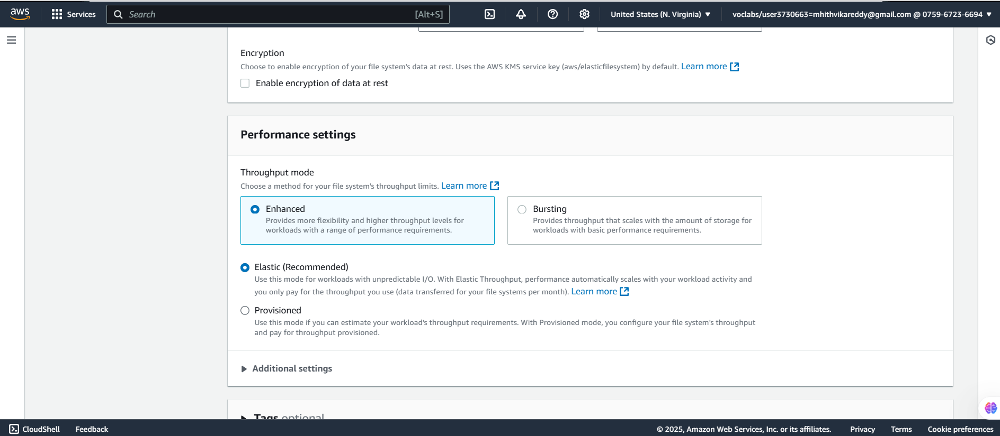 aws
Services
Search [Alt+S]
United States (N. Virginia)
voclabs/user3730663=mhithvikareddy@gmail.com @ 0759-6723-6694
Encryption
Choose to enable encryption of your file system's data at rest. Uses the AWS KMS service key (aws/elasticfilesystem) by default. Learn more
Enable encryption of data at rest
Performance settings
Throughput mode
Choose a method for your file system's throughput limits. Learn more
Enhanced
Provides more flexibility and higher throughput levels for
workloads with a range of performance requirements.
Bursting
Provides throughput that scales with the amount of storage for
workloads with basic performance requirements.
Elastic (Recommended)
Use this mode for workloads with unpredictable I/O. With Elastic Throughput, performance automatically scales with your workload activity and
you only pay for the throughput you use (data transferred for your file systems per month). Learn more
Provisioned
Use this mode if you can estimate your workload's throughput requirements. With Provisioned mode, you configure your file system's throughput
and pay for throughput provisioned.
Additional settings
Tags optional
CloudShell
Feedback
© 2025, Amazon Web Services, Inc. or its affiliates.
Privacy
Terms
Cookie preferences